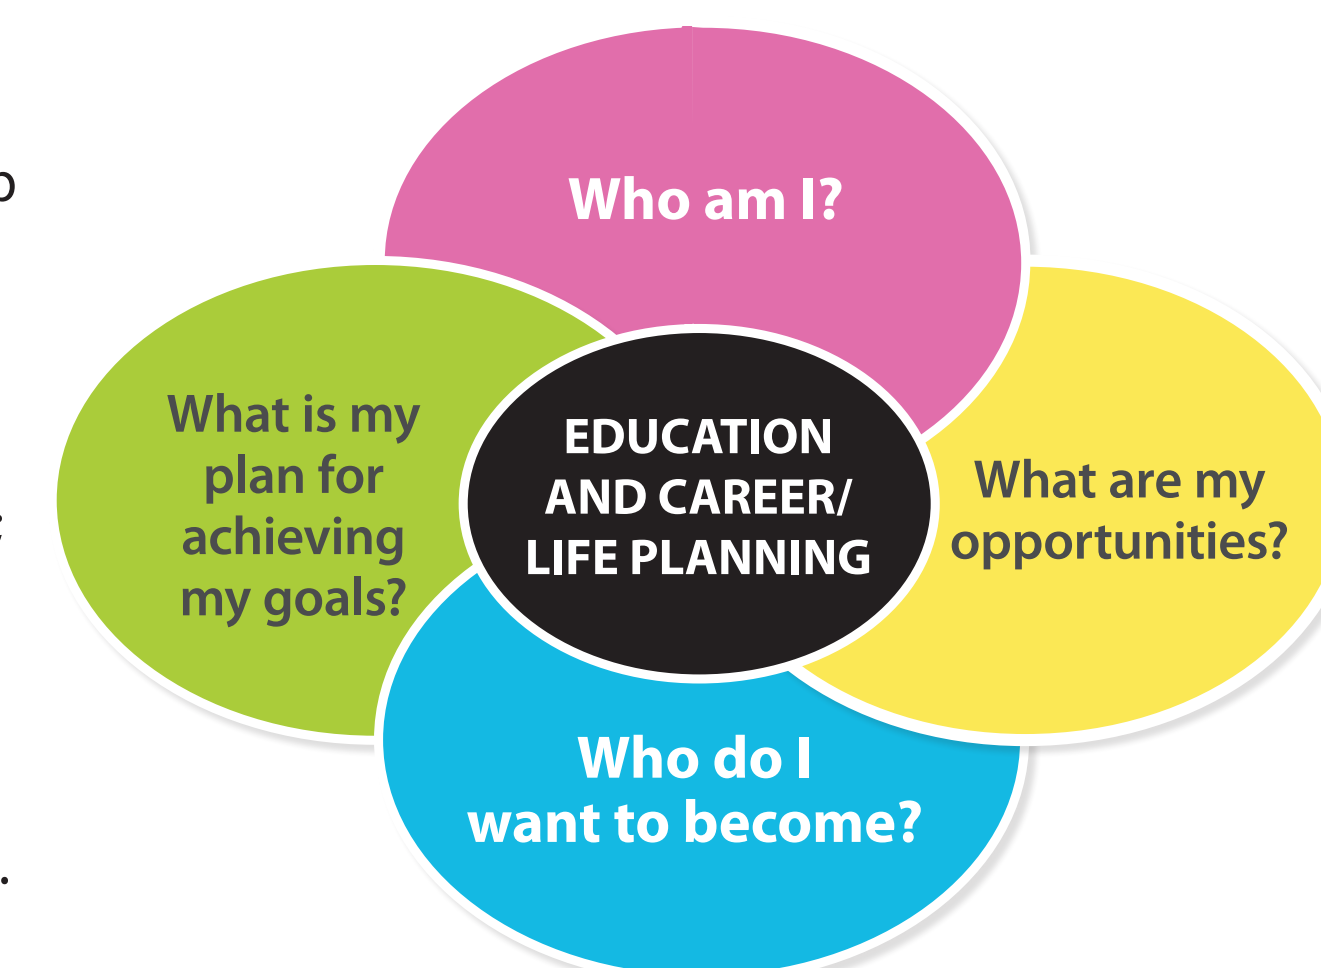 Who am I?
What is my
plan for
achieving
my goals?
EDUCATION
AND CAREER/
LIFE PLANNING
What are my
opportunities?
Who do I
want to become?